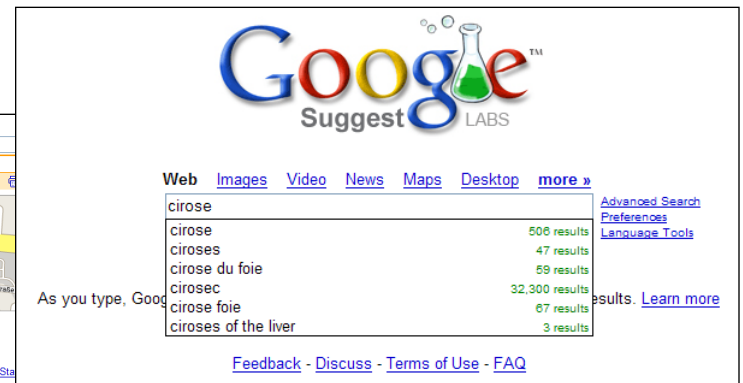 Google™
Suggest LABS
Web Images Video News Maps Desktop more »
cirose
Advanced Search
Preferences
Language Tools
cirose 506 results
ciroses 47 results
cirose du foie 59 results
cirosec 32,300 results
cirose foie 67 results
ciroses of the liver 3 results
As you type, Goog esults. Learn more
Feedback - Discuss - Terms of Use - FAQ
Sta